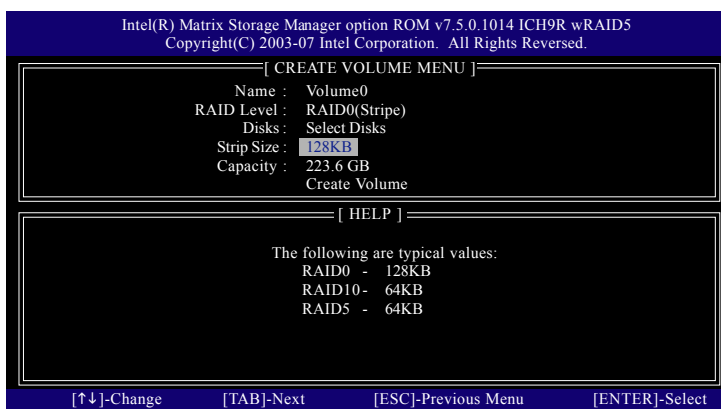 Intel(R) Matrix Storage Manager option ROM v7.5.0.1014 ICH9R wRAID5
Copyright(C) 2003-07 Intel Corporation. All Rights Reversed.
[ CREATE VOLUME MENU ]
Name : Volume0
RAID Level : RAID0(Stripe)
Disks : Select Disks
Strip Size : 128KB
Capacity : 223.6 GB
Create Volume
[ HELP ]
The following are typical values:
RAID0 - 128KB
RAID10 - 64KB
RAID5 - 64KB
[↑↓]-Change [TAB]-Next [ESC]-Previous Menu [ENTER]-Select